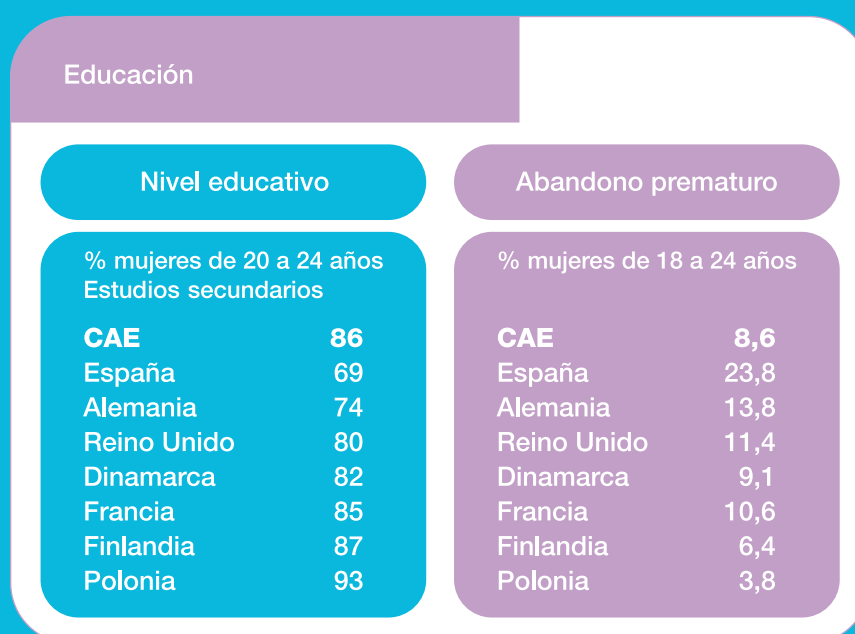 Educación
Nivel educativo
% mujeres de 20 a 24 años
Estudios secundarios
CAE 86
España 69
Alemania 74
Reino Unido 80
Dinamarca 82
Francia 85
Finlandia 87
Polonia 93
Abandono prematuro
% mujeres de 18 a 24 años
CAE 8,6
España 23,8
Alemania 13,8
Reino Unido 11,4
Dinamarca 9,1
Francia 10,6
Finlandia 6,4
Polonia 3,8